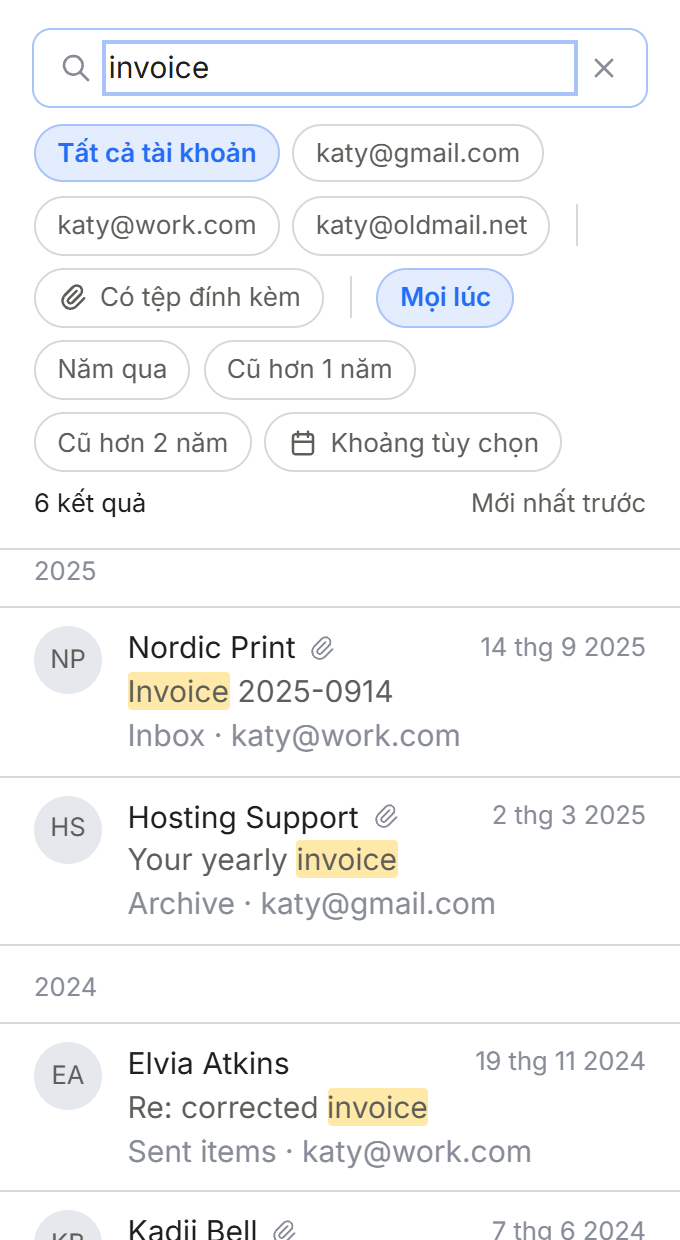 invoice
Tất cả tài khoản
katy@gmail.com
katy@work.com
katy@oldmail.net
Có tệp đính kèm
Mọi lúc
Năm qua
Cũ hơn 1 năm
Cũ hơn 2 năm
Khoảng tùy chọn
6 kết quả
Mới nhất trước
2025
NP
Nordic Print
14 thg 9 2025
Invoice 2025-0914
Inbox · katy@work.com
HS
Hosting Support
2 thg 3 2025
Your yearly invoice
Archive · katy@gmail.com
2024
EA
Elvia Atkins
19 thg 11 2024
Re: corrected invoice
Sent items · katy@work.com
KB
Kadij Bell
7 thg 6 2024